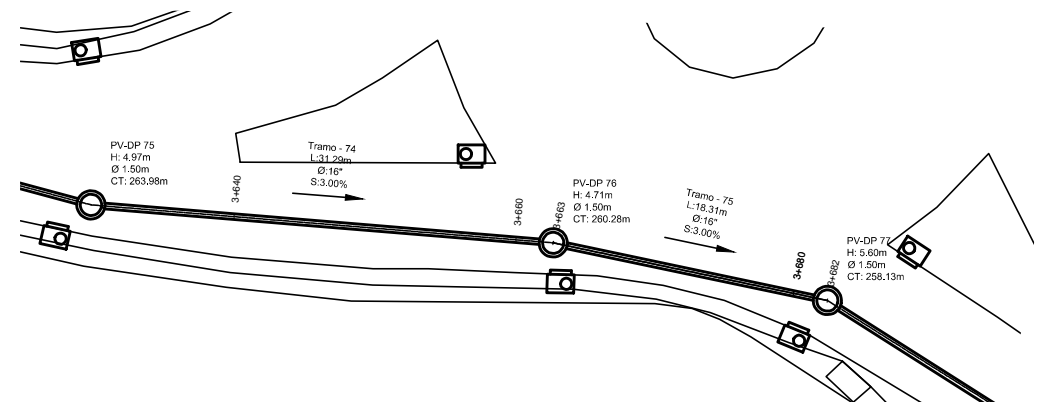 PV-DP 75
H: 4.97m
Ø 1.50m
CT: 263.98m
Tramo - 74
L:31.29m
Ø:16"
S:3.00%
3+640
3+660
3+663
PV-DP 76
H: 4.71m
Ø 1.50m
CT: 260.28m
Tramo - 75
L:18.31m
Ø:16"
S:3.00%
3+680
3+682
PV-DP 77
H: 5.60m
Ø 1.50m
CT: 258.13m